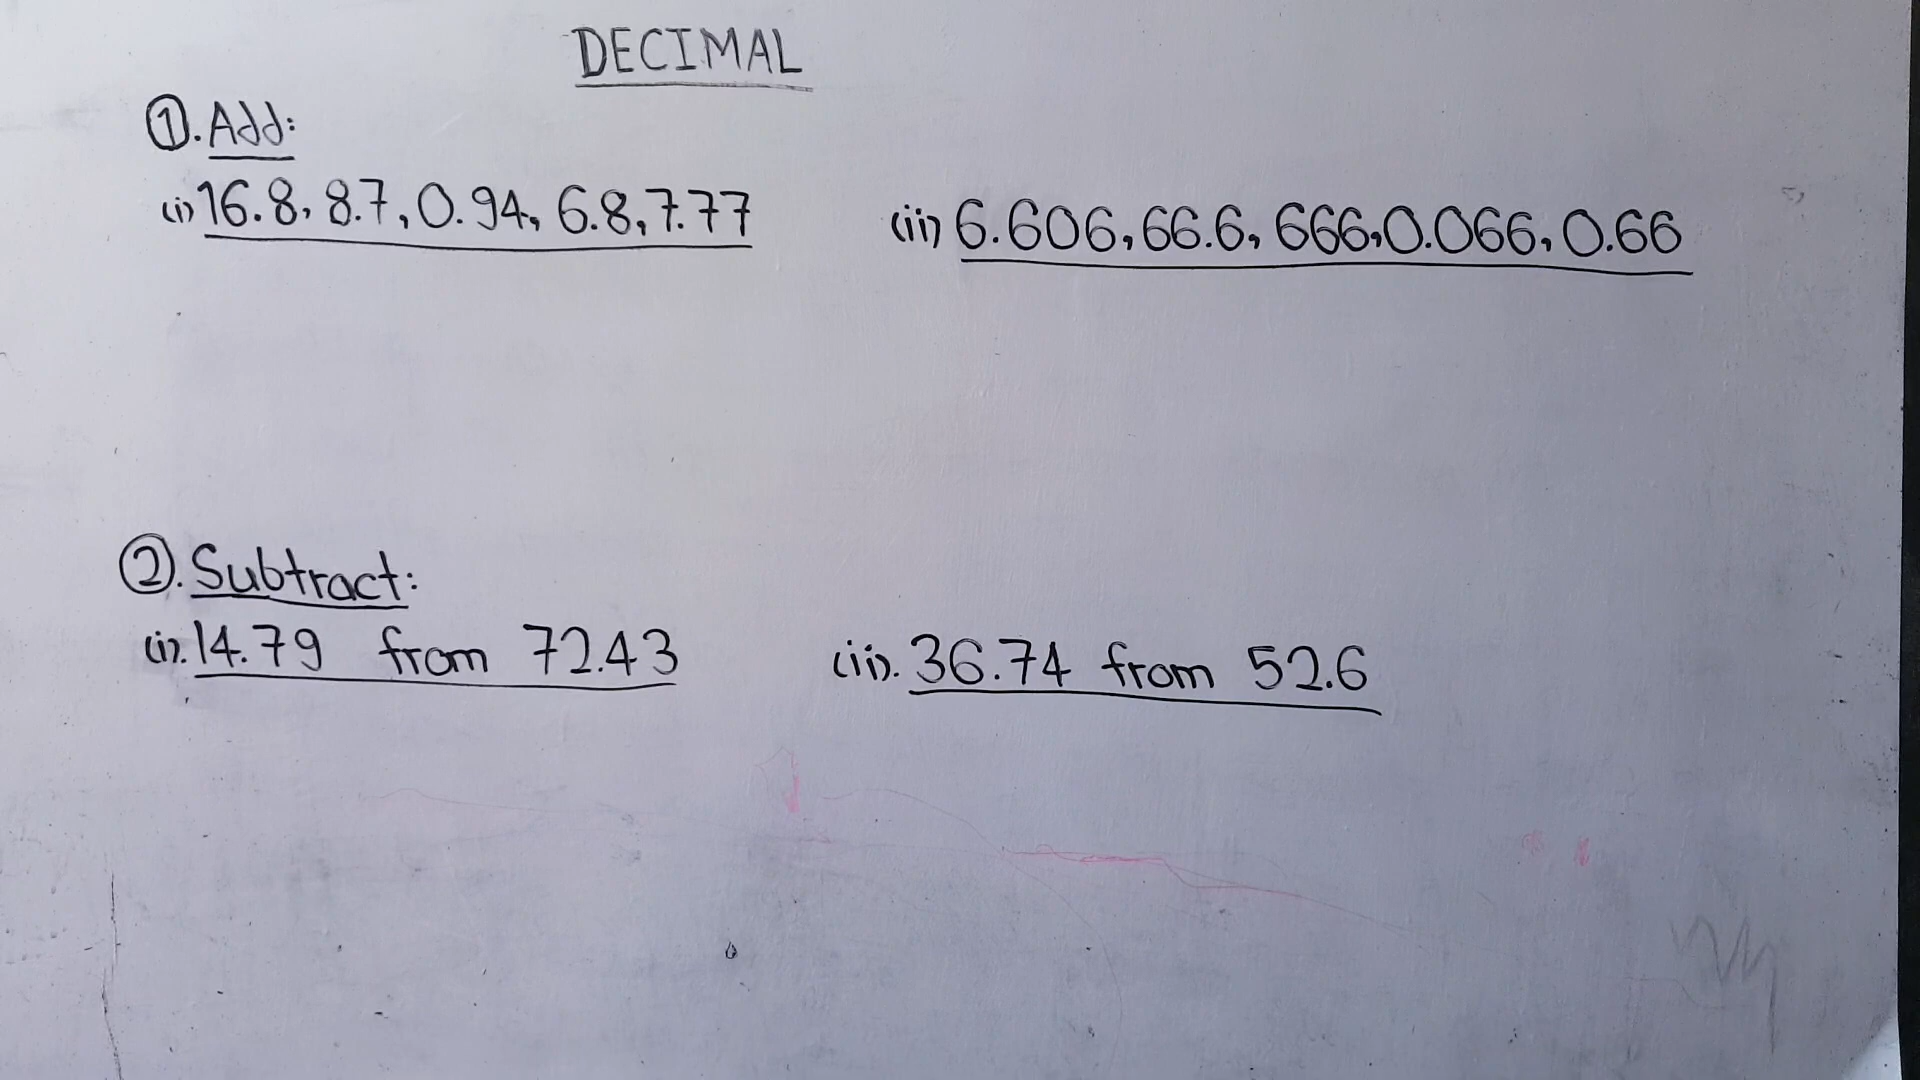 DECIMAL
①. Add:
(i) 16.8, 8.7, 0.94, 6.8, 7.77
(ii) 6.606, 66.6, 666, 0.066, 0.66
②. Subtract:
(i). 14.79 from 72.43
(ii). 36.74 from 52.6